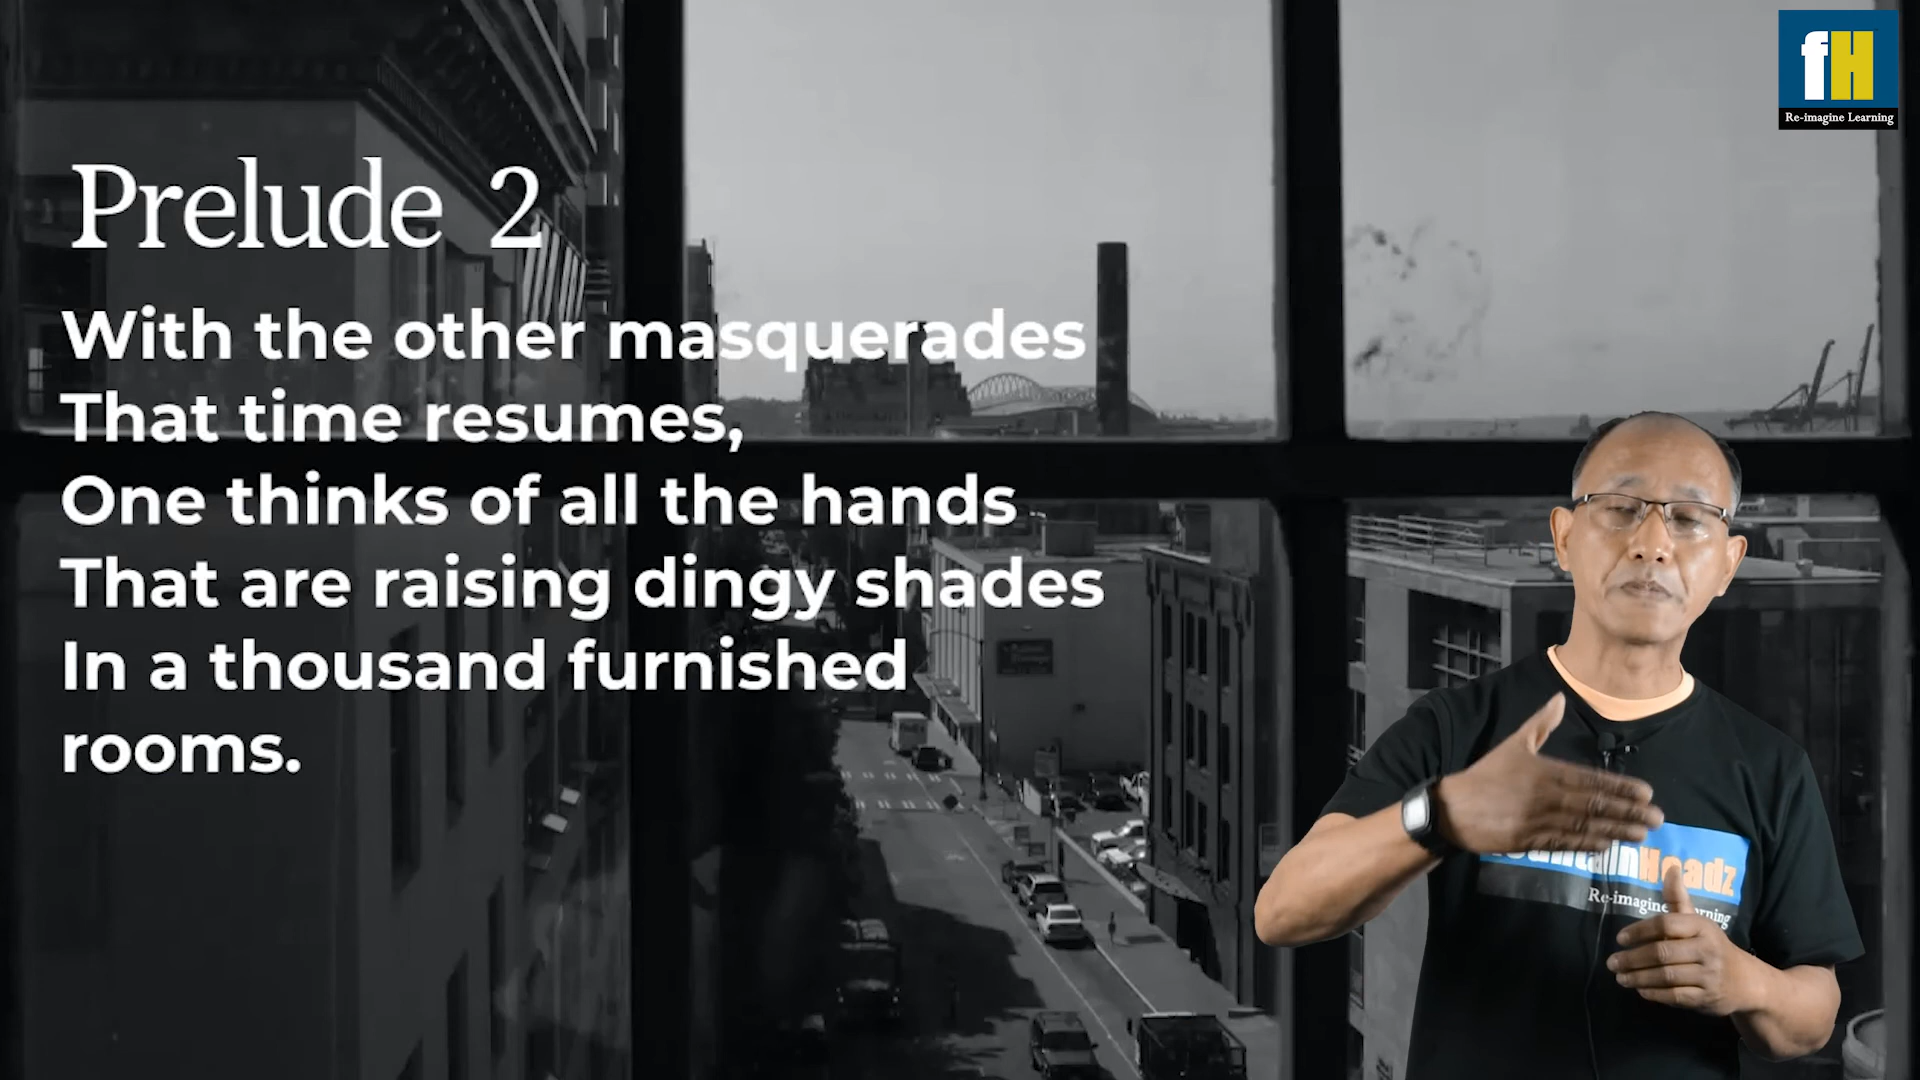 fH
Re-imagine Learning
Prelude 2
With the other masquerades
That time resumes,
One thinks of all the hands
That are raising dingy shades
In a thousand furnished
rooms.
Re-imagine